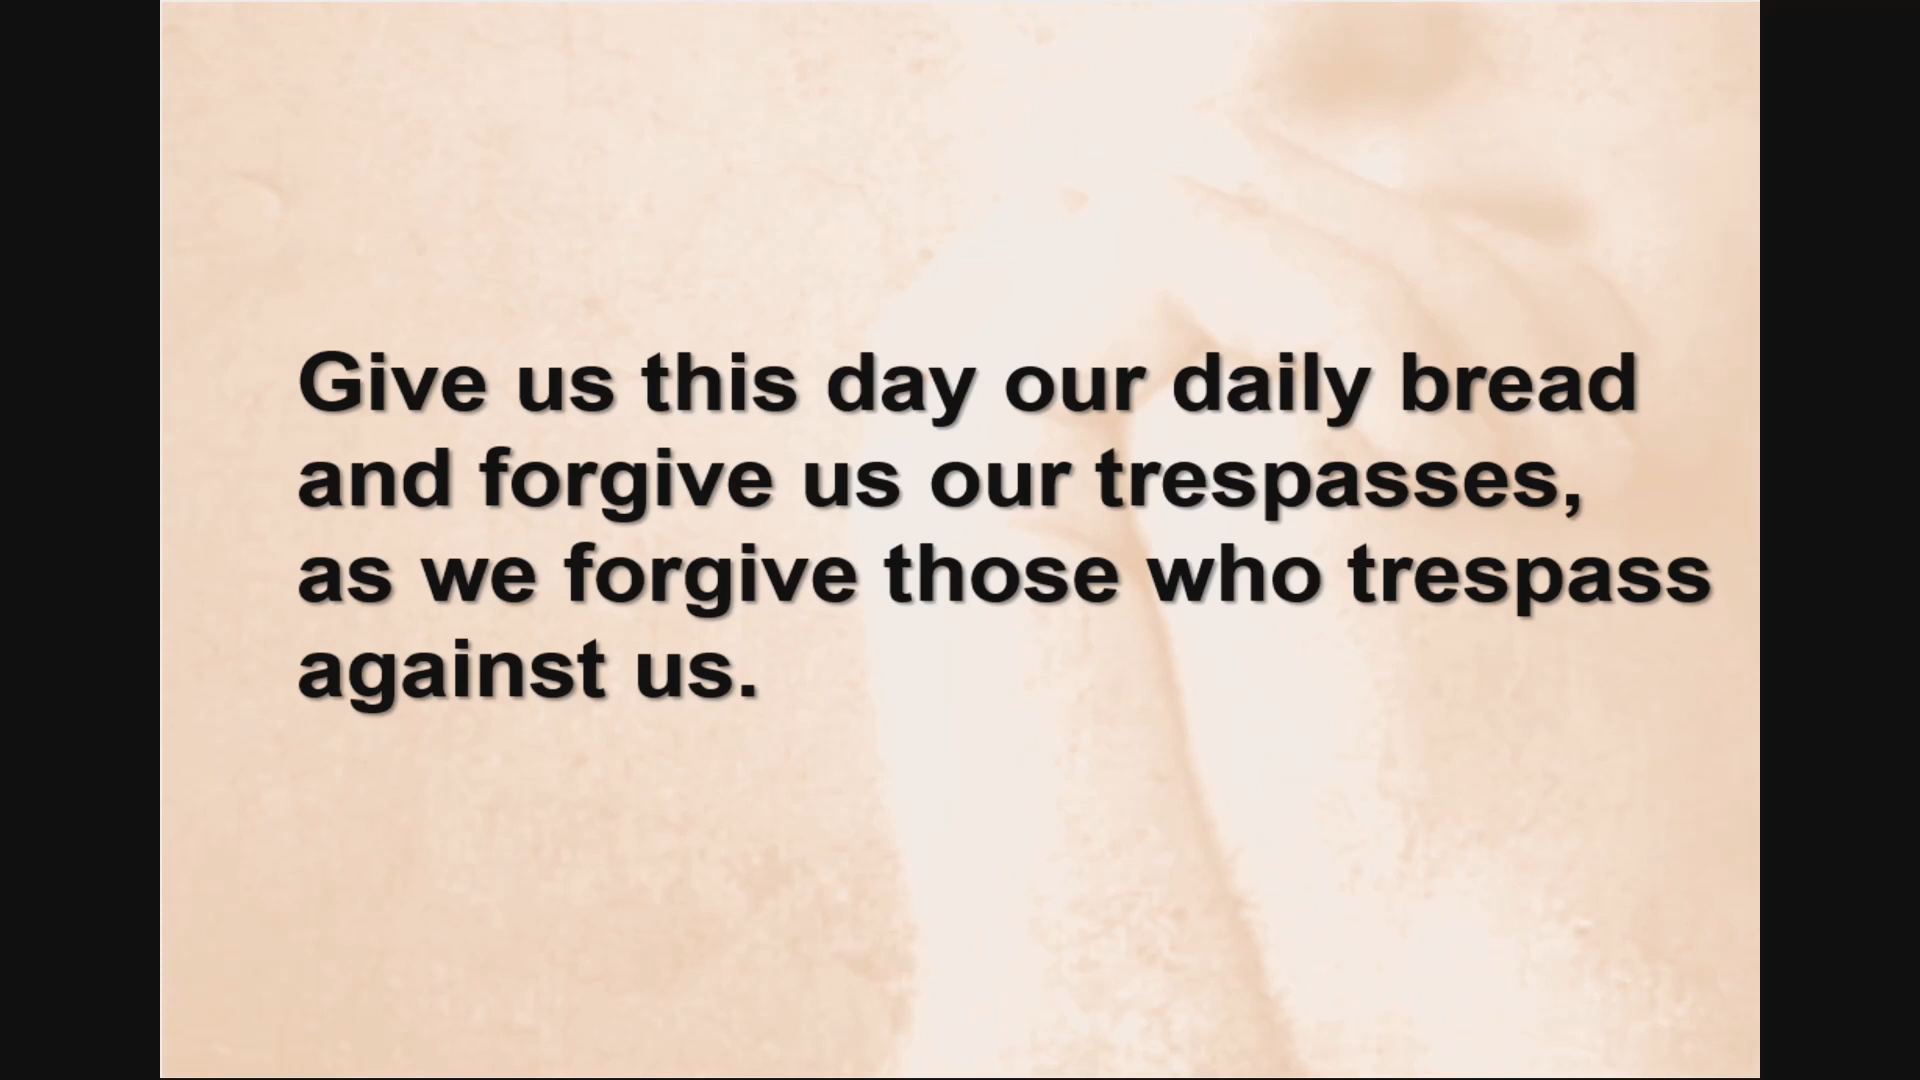 Give us this day our daily bread
and forgive us our trespasses,
as we forgive those who trespass
against us.